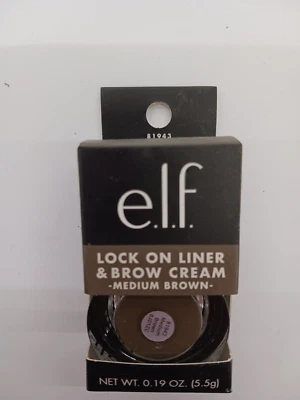 81943
e.l.f.
LOCK ON LINER
& BROW CREAM
-MEDIUM BROWN-
NET WT. 0.19 OZ. (5.5g)